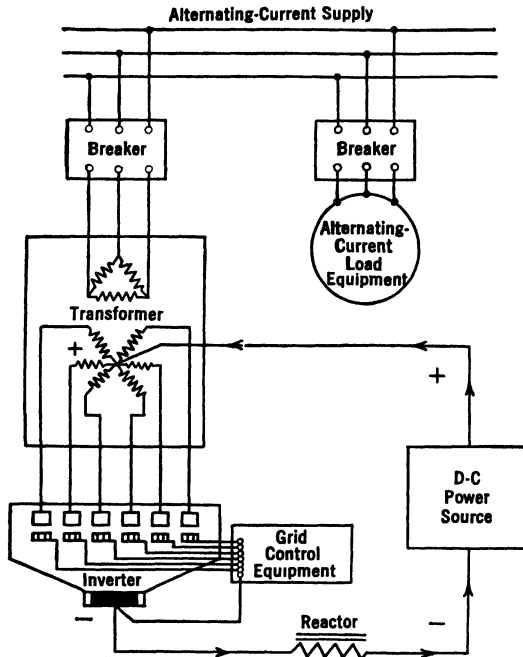 Alternating-Current Supply
Breaker
Breaker
Alternating-
Current
Load
Equipment
Transformer
+
+
D-C
Power
Source
Grid
Control
Equipment
Inverter
−
Reactor
−